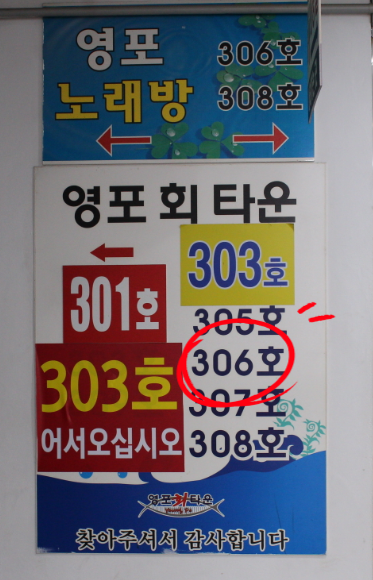 영포 306호
노래방 308호
영포 회 타운
303호
301호
305호
306호
303호
307호
어서오십시오
308호
영포회타운
찾아주셔서 감사합니다